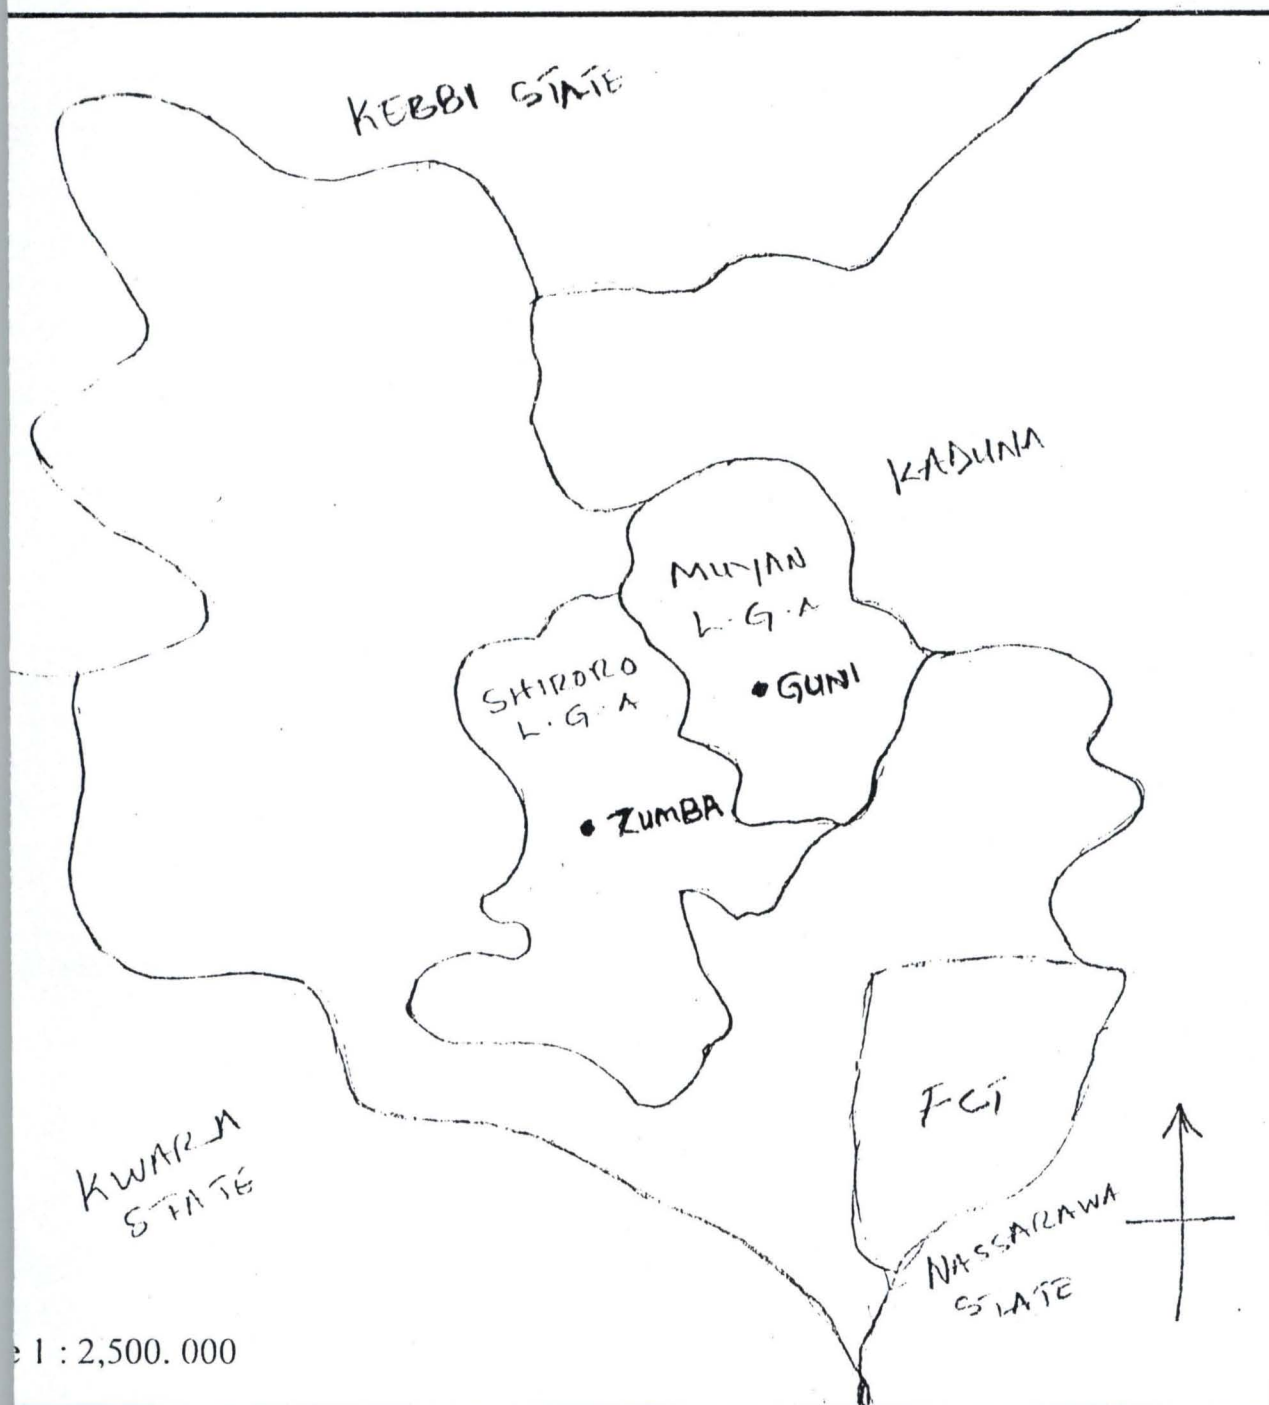 KEBBI STATE
KADUNA
MUYAN
L.G.A
SHIRORO
L.G.A
GUNI
ZUMBA
FCT
KWARA
STATE
NASSARAWA
STATE
e 1 : 2,500. 000